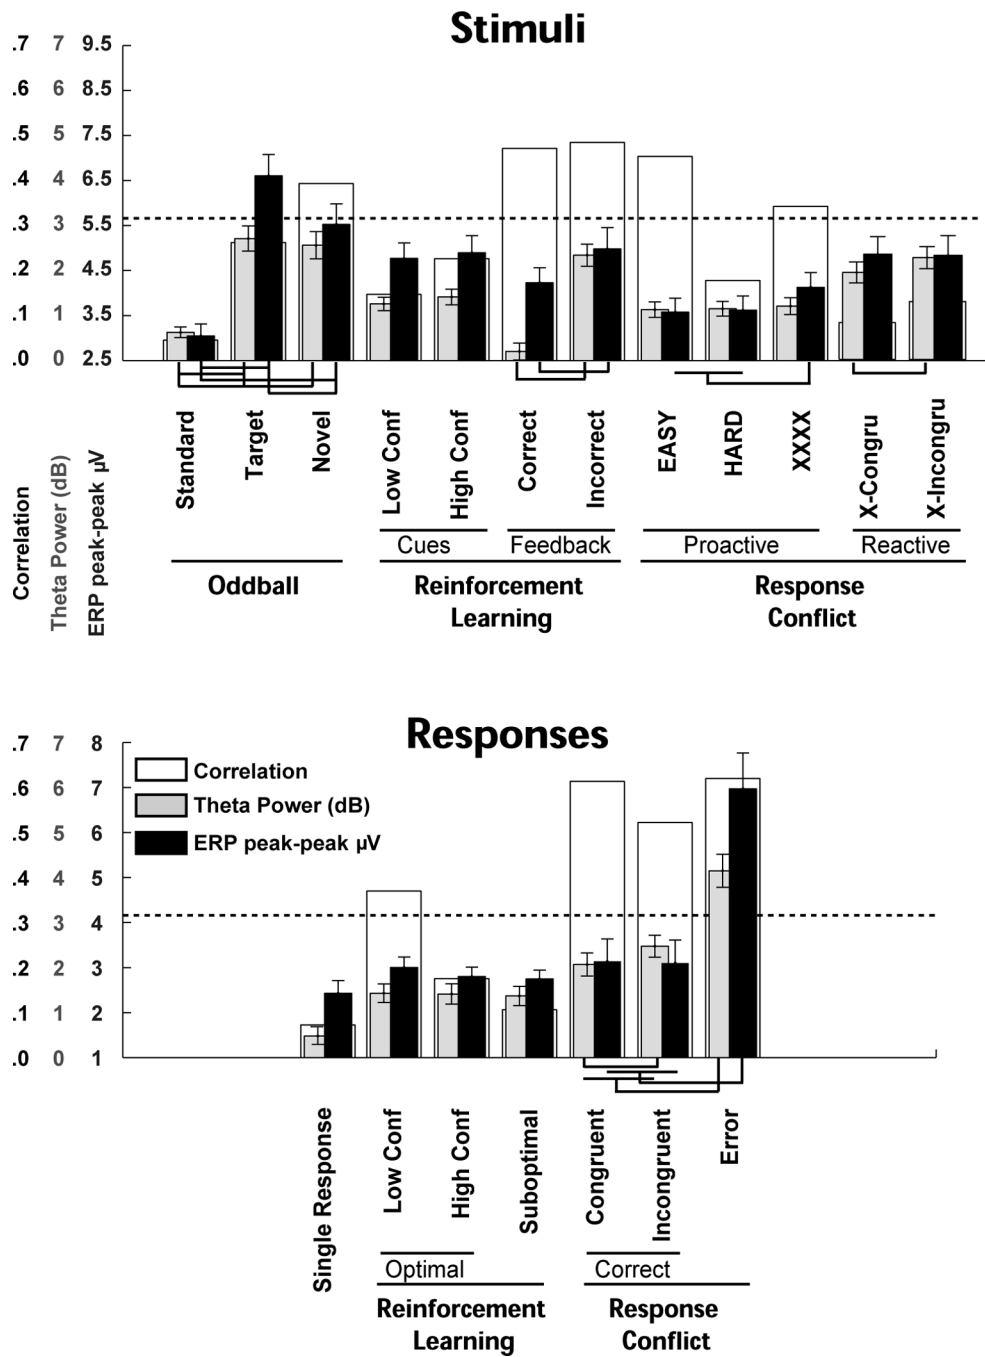 Stimuli
.7 7 9.5
.6 6 8.5
.5 5 7.5
.4 4 6.5
.3 3 5.5
.2 2 4.5
.1 1 3.5
.0 0 2.5
Correlation
Theta Power (dB)
ERP peak-peak µV
Standard
Target
Novel
Low Conf
High Conf
Correct
Incorrect
EASY
HARD
XXXX
X-Congru
X-Incongru
Cues Feedback Proactive Reactive
Oddball
Reinforcement
Learning
Response
Conflict
Responses
.7 7 8
.6 6 7
.5 5 6
.4 4 5
.3 3 4
.2 2 3
.1 1 2
.0 0 1
Correlation
Theta Power (dB)
ERP peak-peak µV
Single Response
Low Conf
High Conf
Suboptimal
Congruent
Incongruent
Error
Optimal Correct
Reinforcement
Learning
Response
Conflict